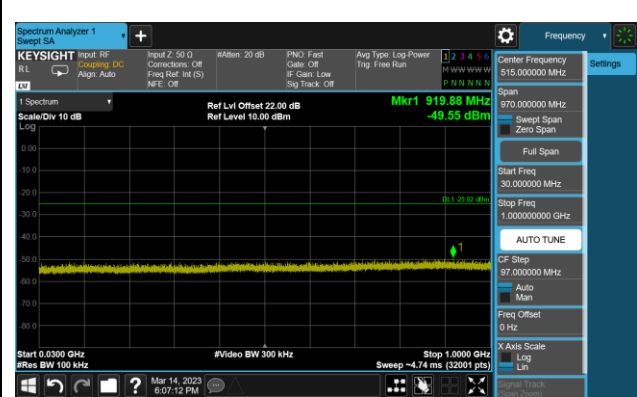 Spectrum Analyzer 1
Swept SA
Frequency
KEYSIGHT
RL
LNI
Input: RF
Coupling: DC
Align: Auto
Input Z: 50 Ω
Corrections: Off
Freq Ref: Int (S)
NFE: Off
#Atten: 20 dB
PNO: Fast
Gate: Off
IF Gain: Low
Sig Track: Off
Avg Type: Log-Power
Trig: Free Run
1 2 3 4 5 6
M W W W W W
P N N N N N
Settings
1 Spectrum
Scale/Div 10 dB
Log
Ref Lvl Offset 22.00 dB
Ref Level 10.00 dBm
Mkr1 919.88 MHz
-49.55 dBm
0.00
-10.0
-20.0
-30.0
-40.0
-50.0
-60.0
-70.0
-80.0
DL1 -25.02 dBm
1
Start 0.0300 GHz
#Res BW 100 kHz
#Video BW 300 kHz
Stop 1.0000 GHz
Sweep ~4.74 ms (32001 pts)
Center Frequency
515.000000 MHz
Span
970.000000 MHz
Swept Span
Zero Span
Full Span
Start Freq
30.000000 MHz
Stop Freq
1.000000000 GHz
AUTO TUNE
CF Step
97.000000 MHz
Auto
Man
Freq Offset
0 Hz
X Axis Scale
Log
Lin
Signal Track
(Span Zoom)
?
Mar 14, 2023
6:07:12 PM